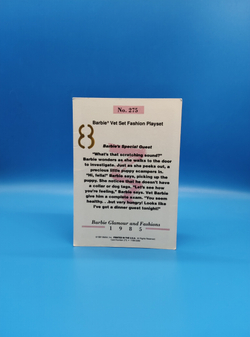 No. 275
Barbie® Vet Set Fashion Playset
Barbie's Special Guest
"What's that scratching sound?"
Barbie wonders as she walks to the door
to investigate. Just as she peeks out, a
precious little puppy scampers in.
"Hi, fella!" Barbie says, picking up the
puppy. She notices that he doesn't have
a collar or dog tags. "Let's see how
you're feeling," Barbie says. Vet Barbie
give him a complete exam. "You seem
healthy. . .but very hungry! Looks like
I've got a dinner guest tonight!"
Barbie Glamour and Fashions
1985